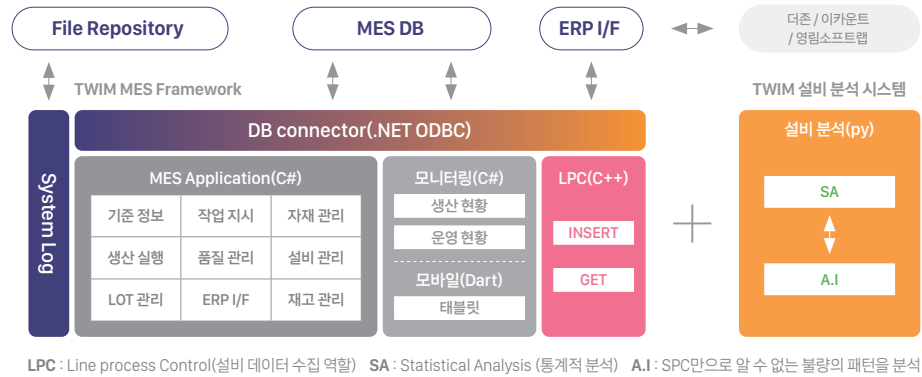 File Repository
MES DB
ERP I/F
더존 / 이카운트
/ 영림소프트랩
TWIM MES Framework
TWIM 설비 분석 시스템
System Log
DB connector(.NET ODBC)
MES Application(C#)
기준 정보
작업 지시
자재 관리
생산 실행
품질 관리
설비 관리
LOT 관리
ERP I/F
재고 관리
모니터링(C#)
생산 현황
운영 현황
모바일(Dart)
태블릿
LPC(C++)
INSERT
GET
설비 분석(py)
SA
A.I
LPC : Line process Control(설비 데이터 수집 역할) SA : Statistical Analysis (통계적 분석) A.I : SPC만으로 알 수 없는 불량의 패턴을 분석